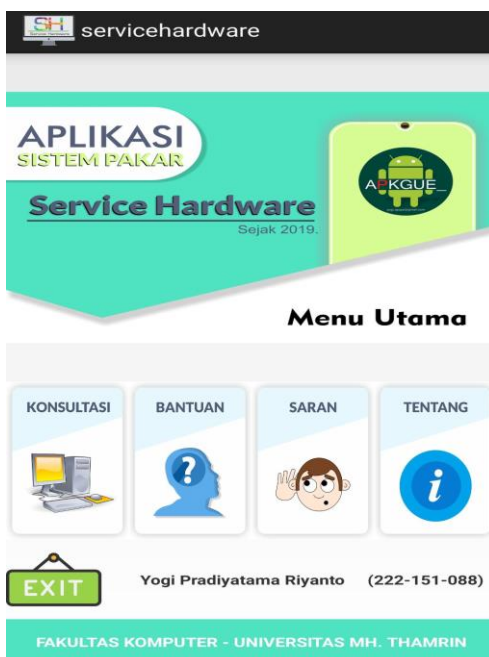 SH
servicehardware
APLIKASI
SISTEM PAKAR
Service Hardware
Sejak 2019.
APKGUE_
Menu Utama
KONSULTASI
BANTUAN
SARAN
TENTANG
?
i
EXIT
Yogi Pradiyatama Riyanto (222-151-088)
FAKULTAS KOMPUTER - UNIVERSITAS MH. THAMRIN